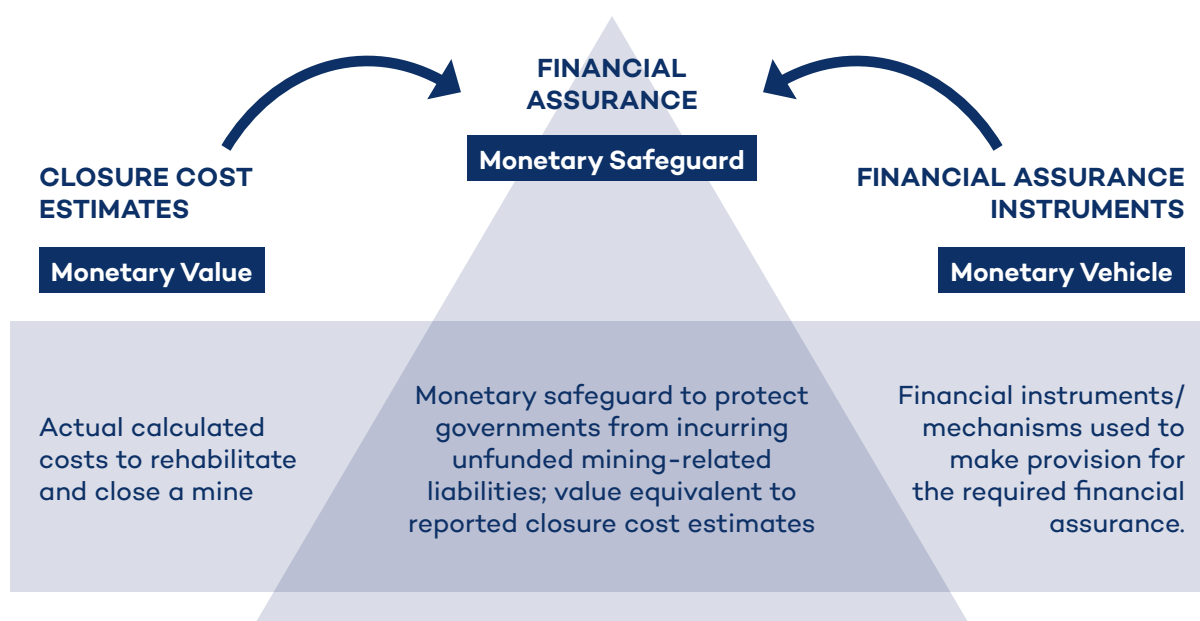 FINANCIAL
ASSURANCE
Monetary Safeguard
CLOSURE COST
ESTIMATES
Monetary Value
FINANCIAL ASSURANCE
INSTRUMENTS
Monetary Vehicle
Actual calculated
costs to rehabilitate
and close a mine
Monetary safeguard to protect
governments from incurring
unfunded mining-related
liabilities; value equivalent to
reported closure cost estimates
Financial instruments/
mechanisms used to
make provision for
the required financial
assurance.